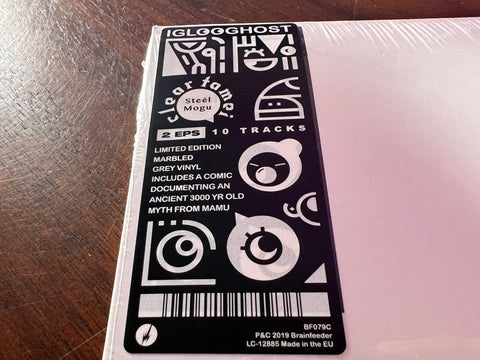 IGLOOGHOST
clear tamei
Steel
Mogu
2 EPS 10 TRACKS
LIMITED EDITION
MARBLED
GREY VINYL
INCLUDES A COMIC
DOCUMENTING AN
ANCIENT 3000 YR OLD
MYTH FROM MAMU
BF079C
P&C 2019 Brainfeeder
LC-12885 Made in the EU